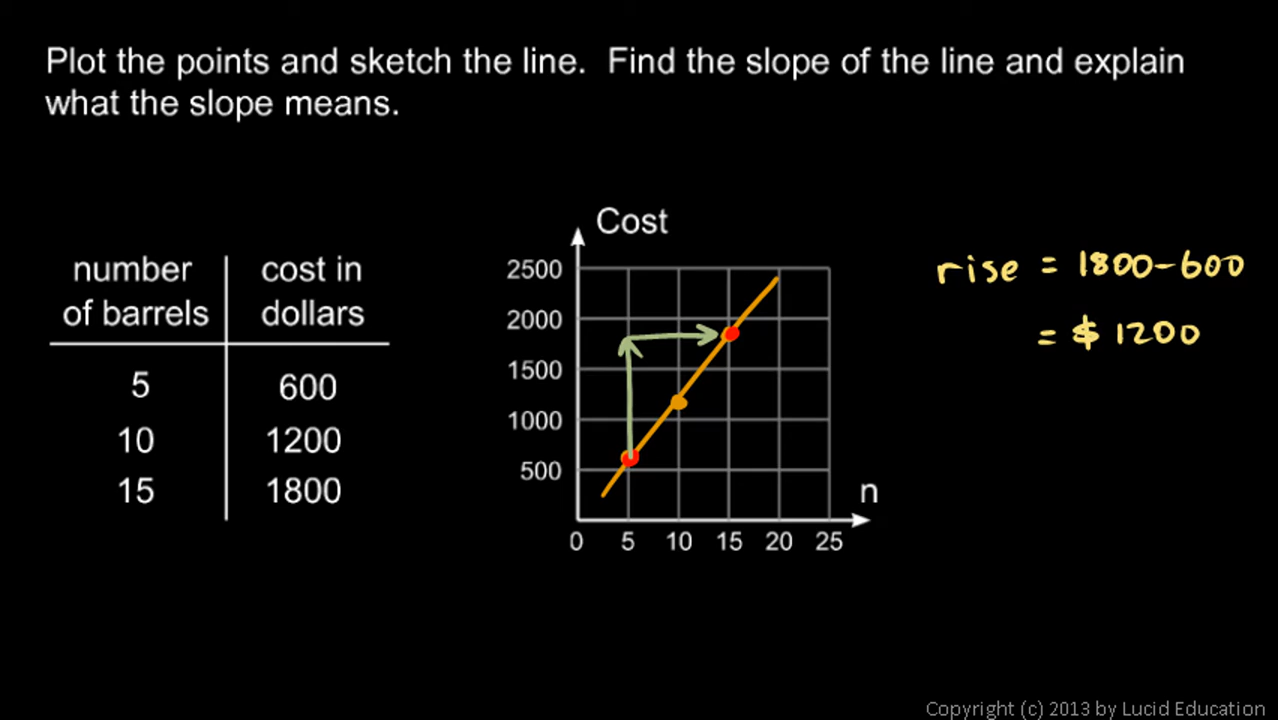 Plot the points and sketch the line. Find the slope of the line and explain
what the slope means.
number of barrels
cost in dollars
5 600
10 1200
15 1800
Cost
2500
2000
1500
1000
500
n
0 5 10 15 20 25
rise = 1800-600
= $ 1200
Copyright (c) 2013 by Lucid Education